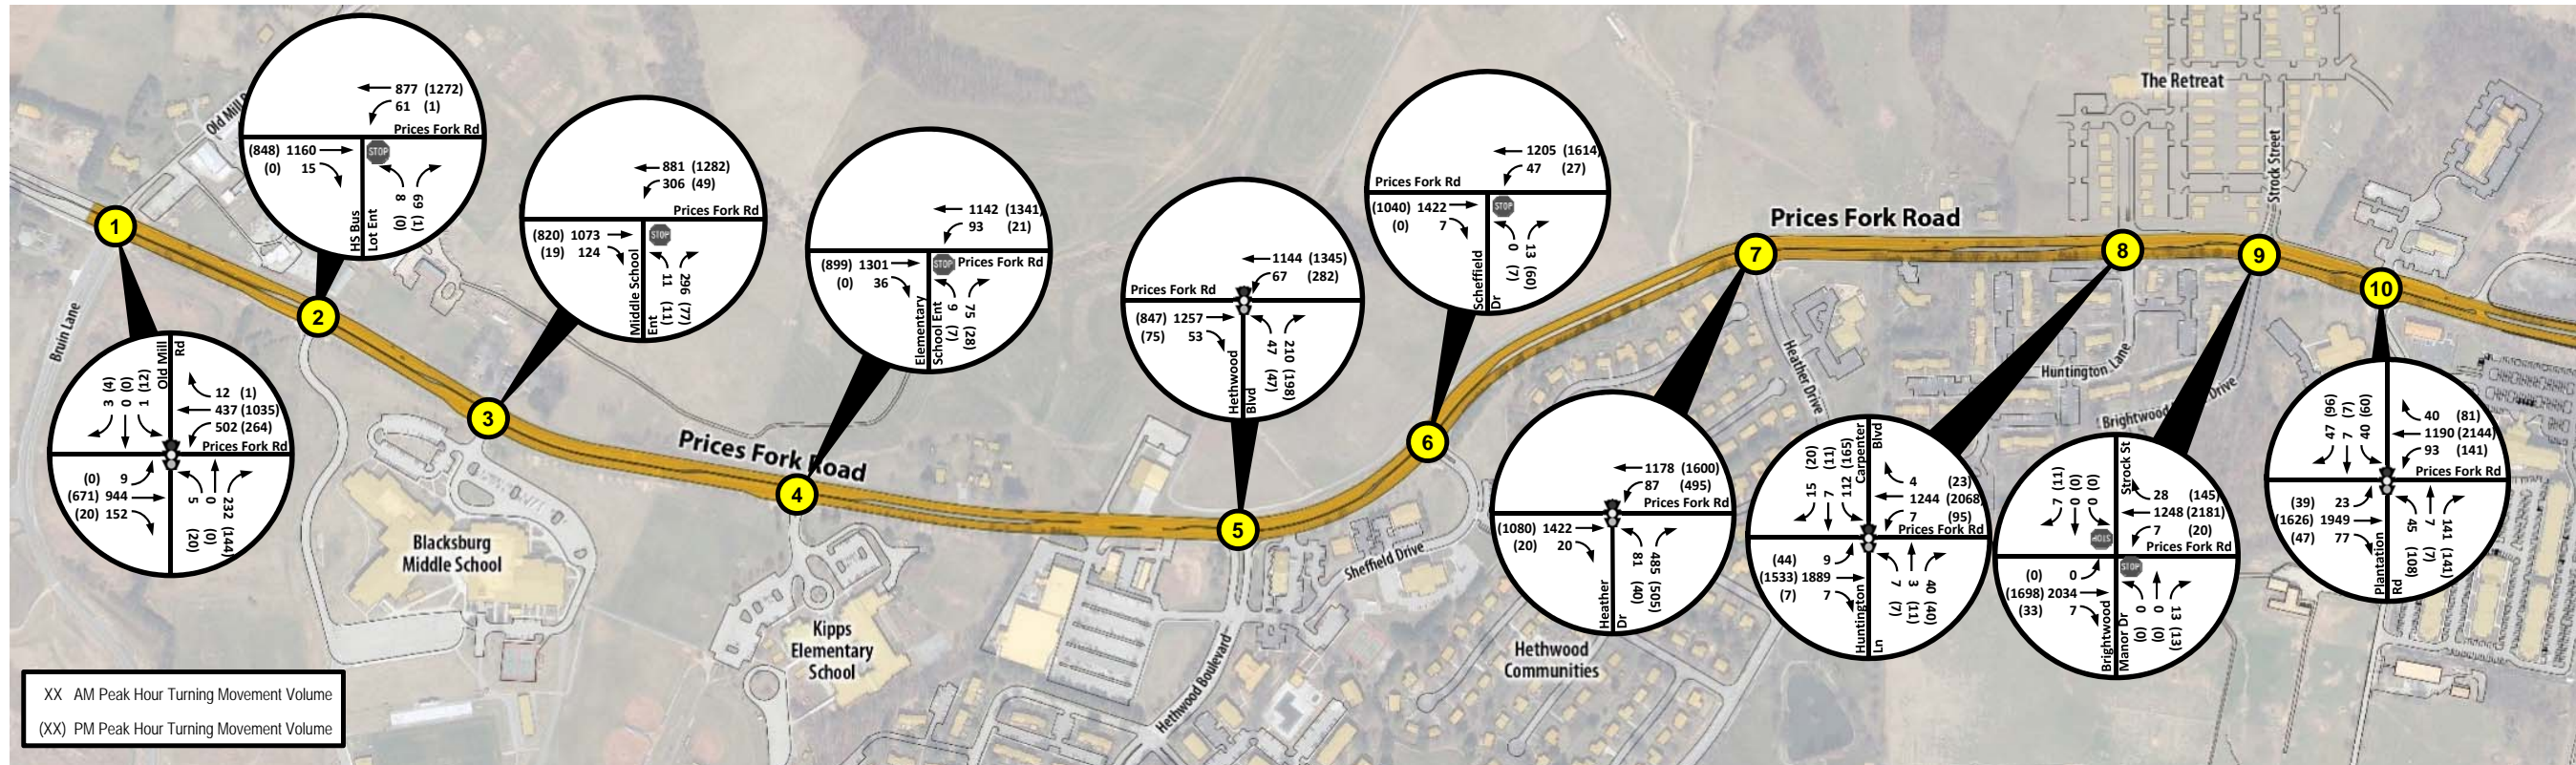 Old Mill R
Bruin Lane
Prices Fork Road
Prices Fork Road
The Retreat
Strock Street
Huntington Lane
Brightwood
Drive
Heather Drive
Sheffield Drive
Hethwood Boulevard
Hethwood
Communities
Blacksburg
Middle School
Kipps
Elementary
School
1
2
3
4
5
6
7
8
9
10
Old Mill
Rd
3 (4)
0 (0)
1 (12)
12 (1)
437 (1035)
502 (264)
Prices Fork Rd
(0) 9
(671) 944
(20) 152
5 (20)
0 (0)
232 (144)
877 (1272)
61 (1)
Prices Fork Rd
(848) 1160
(0) 15
STOP
HS Bus
Lot Ent
8 (0)
69 (1)
881 (1282)
306 (49)
Prices Fork Rd
(820) 1073
(19) 124
STOP
Middle School
Ent
11 (11)
296 (77)
1142 (1341)
93 (21)
(899) 1301
(0) 36
STOP
Prices Fork Rd
Elementary
School Ent
9 (7)
75 (28)
1144 (1345)
67 (282)
Prices Fork Rd
(847) 1257
(75) 53
Hethwood
Blvd
47 (47)
210 (198)
1205 (1614)
47 (27)
Prices Fork Rd
(1040) 1422
(0) 7
STOP
Scheffield
Dr
0 (7)
13 (60)
1178 (1600)
87 (495)
Prices Fork Rd
(1080) 1422
(20) 20
Heather
Dr
81 (40)
485 (505)
15 (20)
7 (11)
112 (165)
Carpenter
Blvd
4 (23)
1244 (2068)
7 (95)
Prices Fork Rd
(44) 9
(1533) 1889
(7) 7
Huntington
Ln
7 (7)
3 (11)
40 (40)
7 (11)
0 (0)
0 (0)
Strock St
STOP
28 (145)
1248 (2181)
7 (20)
Prices Fork Rd
(0) 0
(1698) 2034
(33) 7
STOP
Brightwood
Manor Dr
0 (0)
0 (0)
13 (13)
47 (96)
7 (7)
40 (60)
40 (81)
1190 (2144)
93 (141)
Prices Fork Rd
(39) 23
(1626) 1949
(47) 77
Plantation
Rd
45 (108)
7 (7)
141 (141)
XX AM Peak Hour Turning Movement Volume
(XX) PM Peak Hour Turning Movement Volume